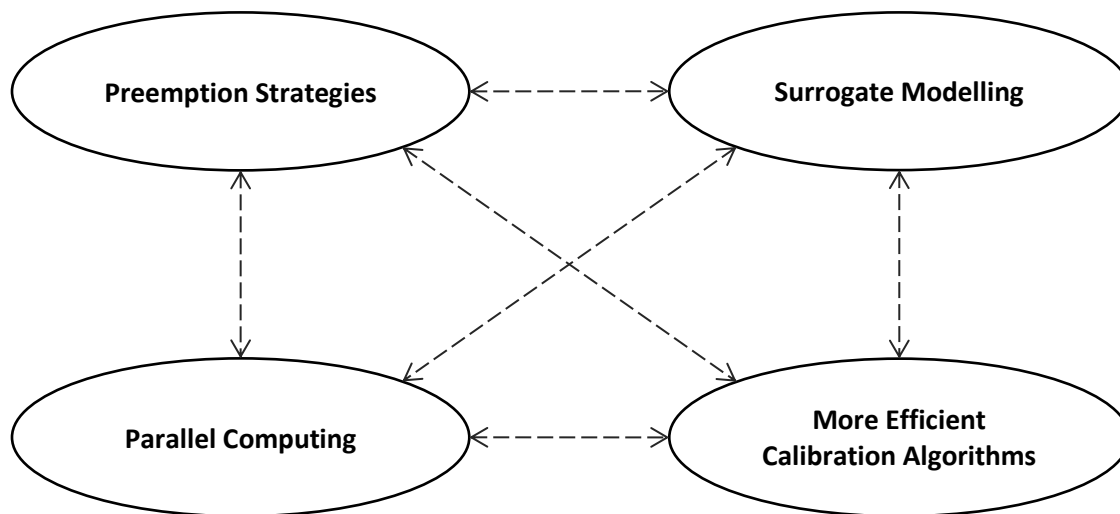 Preemption Strategies
Surrogate Modelling
Parallel Computing
More Efficient
Calibration Algorithms